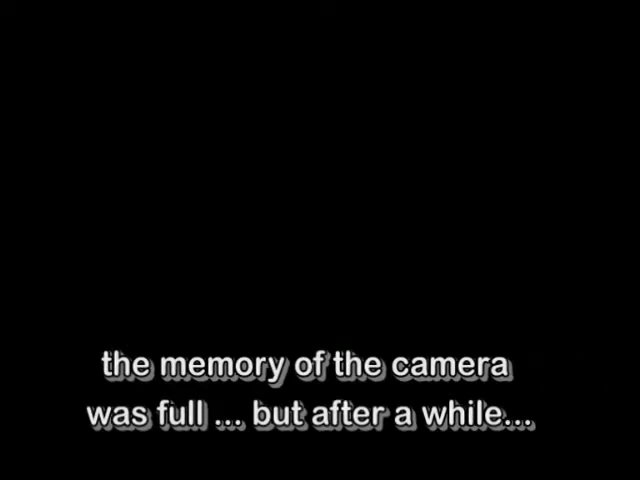 the memory of the camera
was full ... but after a while...